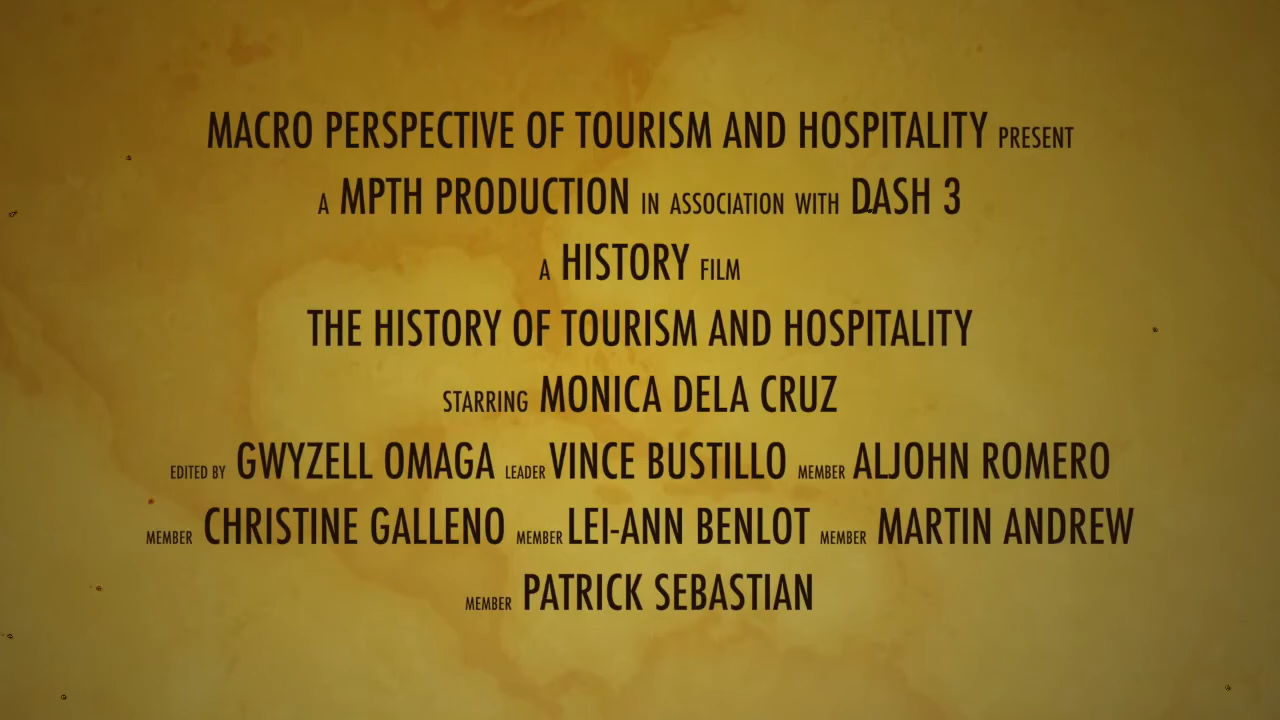 MACRO PERSPECTIVE OF TOURISM AND HOSPITALITY PRESENT
A MPTH PRODUCTION IN ASSOCIATION WITH DASH 3
A HISTORY FILM
THE HISTORY OF TOURISM AND HOSPITALITY
STARRING MONICA DELA CRUZ
EDITED BY GWYZELL OMAGA LEADER VINCE BUSTILLO MEMBER ALJOHN ROMERO
MEMBER CHRISTINE GALLENO MEMBER LEI-ANN BENLOT MEMBER MARTIN ANDREW
MEMBER PATRICK SEBASTIAN